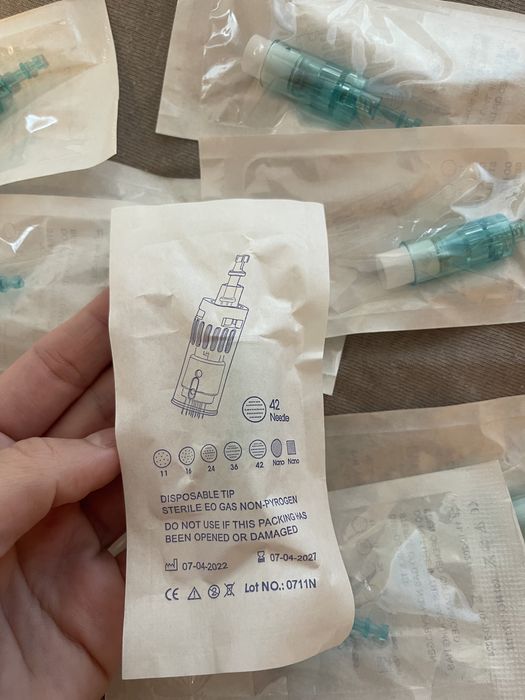 42
Needle
11 16 24 36 42 Nano Nano
DISPOSABLE TIP
STERILE EO GAS NON-PYROGEN
DO NOT USE IF THIS PACKING HAS
BEEN OPENED OR DAMAGED
07-04-2022 07-04-2027
CE LOT NO.: 0711N